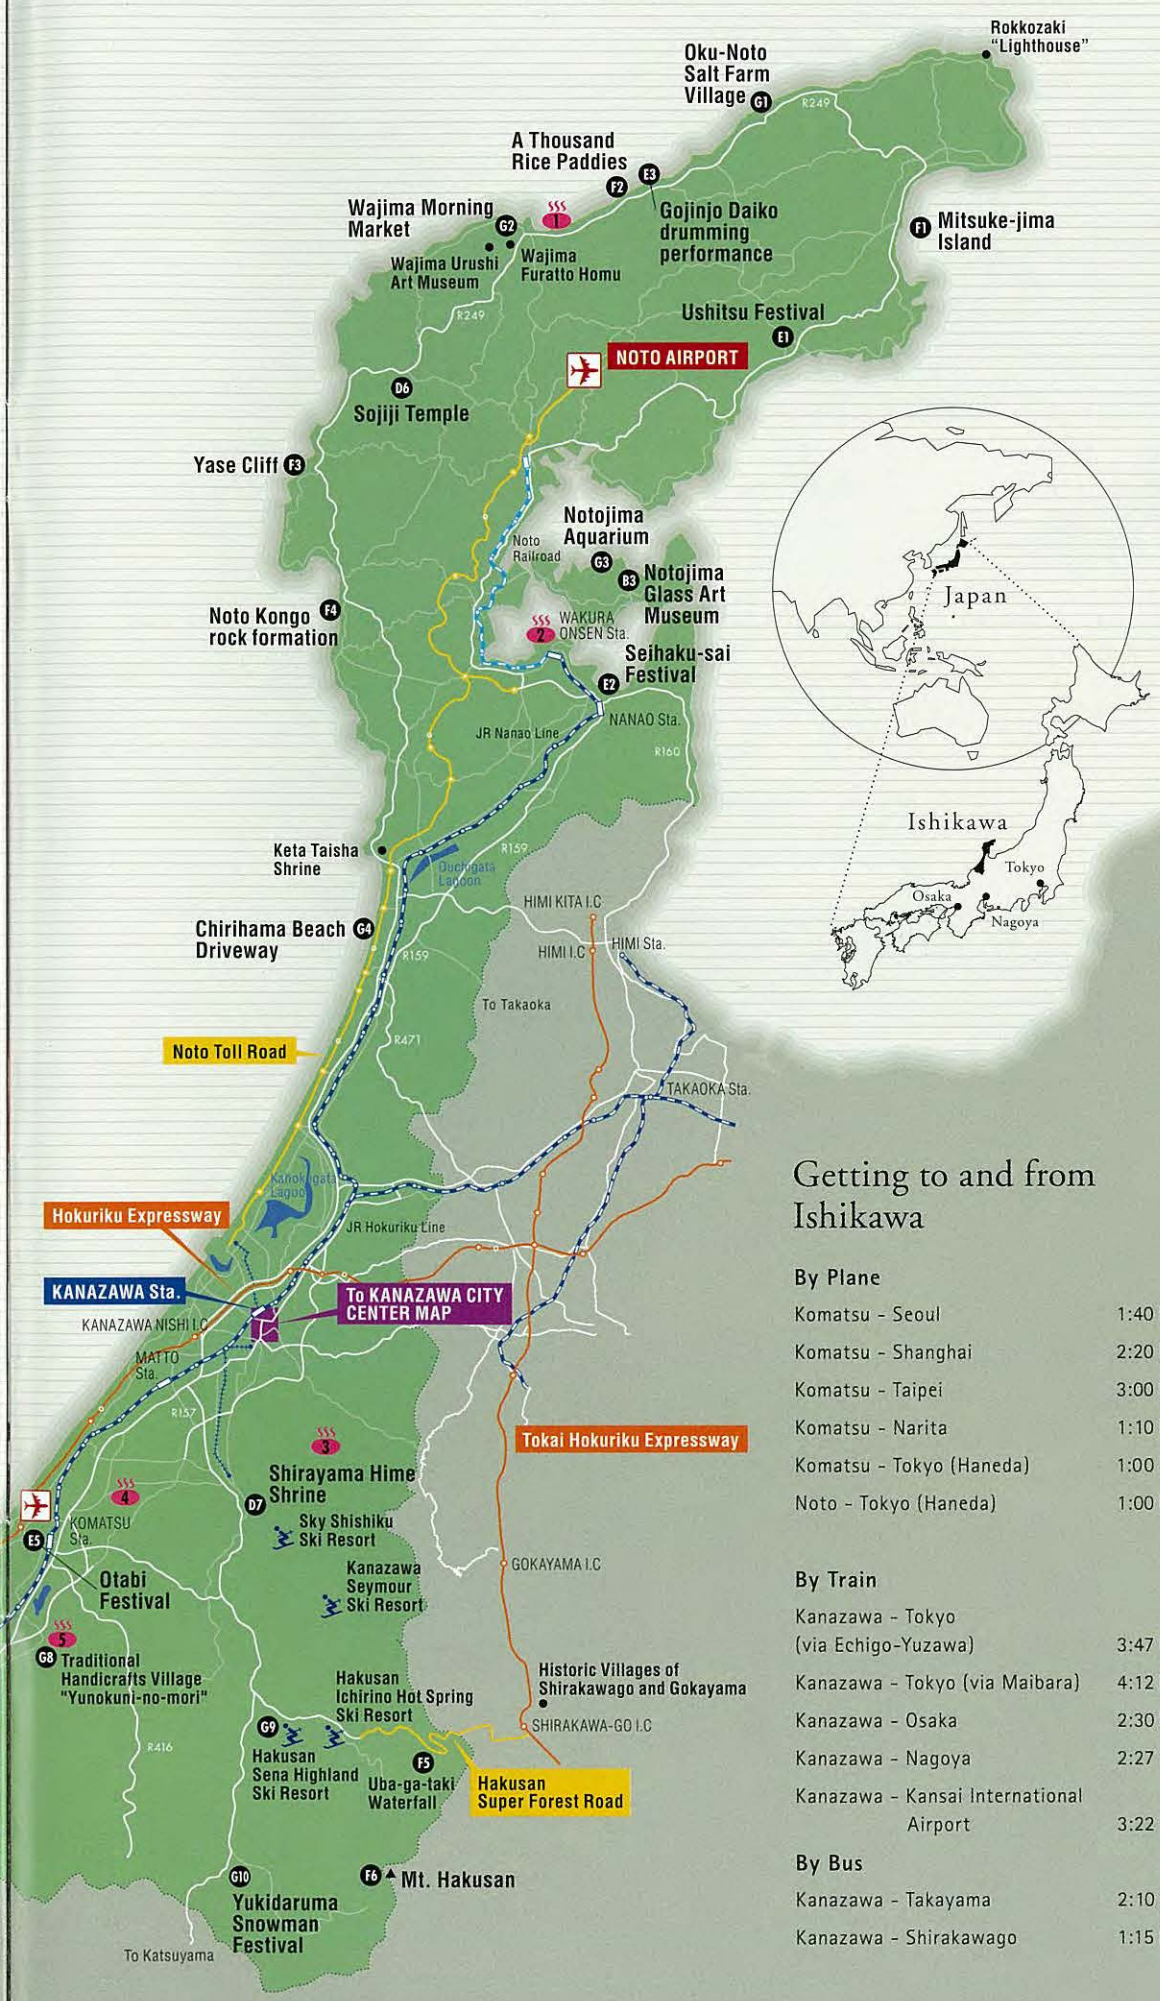 Rokkozaki
"Lighthouse"
Oku-Noto
Salt Farm
Village
G1
R249
A Thousand
Rice Paddies
F2
E3
Gojinjo Daiko
drumming
performance
Wajima Morning
Market
G2
1
Wajima Urushi
Art Museum
Wajima
Furatto Homu
F1
Mitsuke-jima
Island
R249
Ushitsu Festival
E1
NOTO AIRPORT
D6
Sojiji Temple
Yase Cliff
F3
Notojima
Aquarium
G3
Noto
Railroad
B3
Notojima
Glass Art
Museum
Noto Kongo
rock formation
F4
2
WAKURA
ONSEN Sta.
Seihaku-sai
Festival
E2
NANAO Sta.
JR Nanao Line
R160
Japan
Ishikawa
Tokyo
Osaka
Nagoya
Keta Taisha
Shrine
R159
Ouchigata
Lagoon
HIMI KITA I.C
Chirihama Beach
Driveway
G4
HIMI I.C
HIMI Sta.
R159
To Takaoka
R471
Noto Toll Road
TAKAOKA Sta.
Kahokugata
Lagoon
Hokuriku Expressway
JR Hokuriku Line
KANAZAWA Sta.
To KANAZAWA CITY
CENTER MAP
KANAZAWA NISHI I.C
MATTO
Sta.
R157
3
Tokai Hokuriku Expressway
Shirayama Hime
Shrine
D7
4
Sky Shishiku
Ski Resort
KOMATSU
Sta.
E5
Kanazawa
Seymour
Ski Resort
GOKAYAMA I.C
Otabi
Festival
5
G8
Traditional
Handicrafts Village
"Yunokuni-no-mori"
Hakusan
Ichirino Hot Spring
Ski Resort
Historic Villages of
Shirakawago and Gokayama
SHIRAKAWA-GO I.C
G9
R416
Hakusan
Sena Highland
Ski Resort
F5
Uba-ga-taki
Waterfall
Hakusan
Super Forest Road
G10
Yukidaruma
Snowman
Festival
F6
Mt. Hakusan
To Katsuyama
Getting to and from
Ishikawa
By Plane
Komatsu - Seoul 1:40
Komatsu - Shanghai 2:20
Komatsu - Taipei 3:00
Komatsu - Narita 1:10
Komatsu - Tokyo (Haneda) 1:00
Noto - Tokyo (Haneda) 1:00
By Train
Kanazawa - Tokyo
(via Echigo-Yuzawa) 3:47
Kanazawa - Tokyo (via Maibara) 4:12
Kanazawa - Osaka 2:30
Kanazawa - Nagoya 2:27
Kanazawa - Kansai International
Airport 3:22
By Bus
Kanazawa - Takayama 2:10
Kanazawa - Shirakawago 1:15